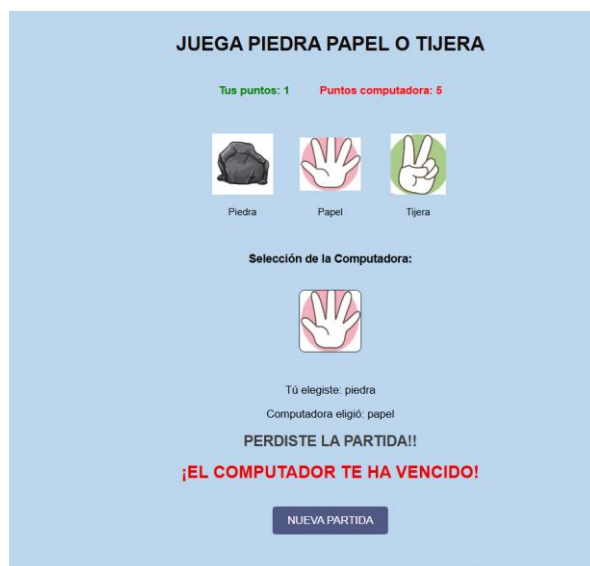 JUEGA PIEDRA PAPEL O TIJERA
Tus puntos: 1 Puntos computadora: 5
Piedra Papel Tijera
Selección de la Computadora:
Tú elegiste: piedra
Computadora eligió: papel
PERDISTE LA PARTIDA!!
¡EL COMPUTADOR TE HA VENCIDO!
NUEVA PARTIDA